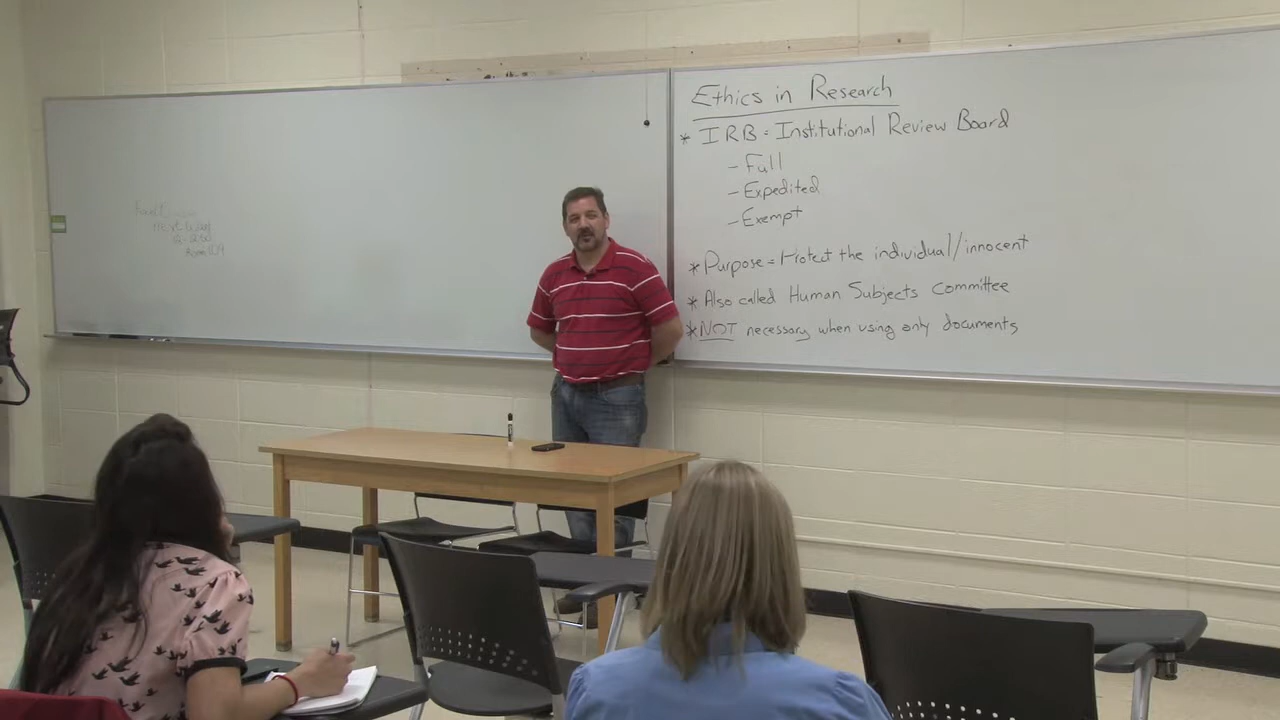 Ethics in Research
* IRB = Institutional Review Board
- Full
- Expedited
- Exempt
* Purpose = Protect the individual/innocent
* Also called Human Subjects Committee
* NOT necessary when using only documents